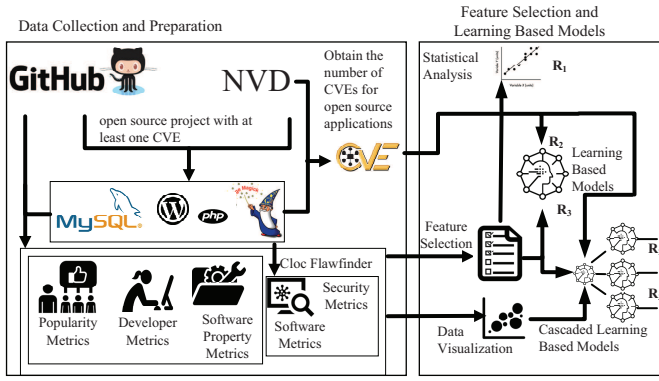 Data Collection and Preparation
Feature Selection and
Learning Based Models
GitHub
NVD
Obtain the
number of
CVEs for
open source
applications
open source project with at
least one CVE
CVE
MySQL
php
Statistical
Analysis
R1
R2
Learning
Based
Models
R3
Feature
Selection
Cloc Flawfinder
Popularity
Metrics
Developer
Metrics
Software
Property
Metrics
Security
Metrics
Software
Metrics
Data
Visualization
Cascaded Learning
Based Models
R
R